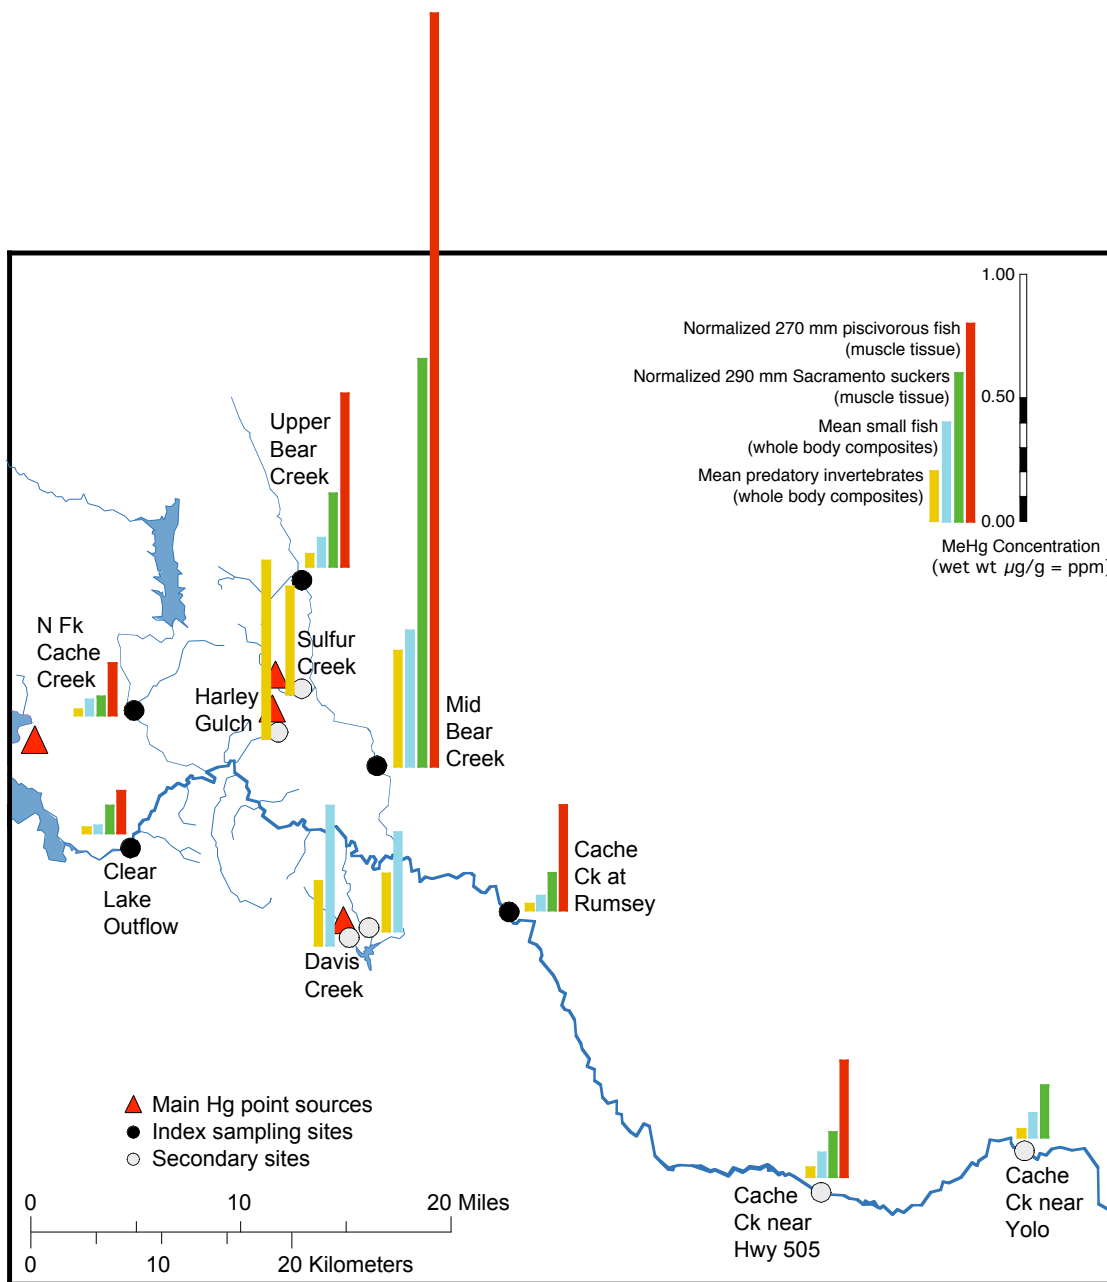 1.00
Normalized 270 mm piscivorous fish
(muscle tissue)
Normalized 290 mm Sacramento suckers
(muscle tissue)
0.50
Mean small fish
(whole body composites)
Mean predatory invertebrates
(whole body composites)
0.00
MeHg Concentration
(wet wt µg/g = ppm)
Upper
Bear
Creek
N Fk
Cache
Creek
Sulfur
Creek
Harley
Gulch
Mid
Bear
Creek
Clear
Lake
Outflow
Cache
Ck at
Rumsey
Davis
Creek
Main Hg point sources
Index sampling sites
Secondary sites
Cache
Ck near
Hwy 505
Cache
Ck near
Yolo
0 10 20 Miles
0 10 20 Kilometers